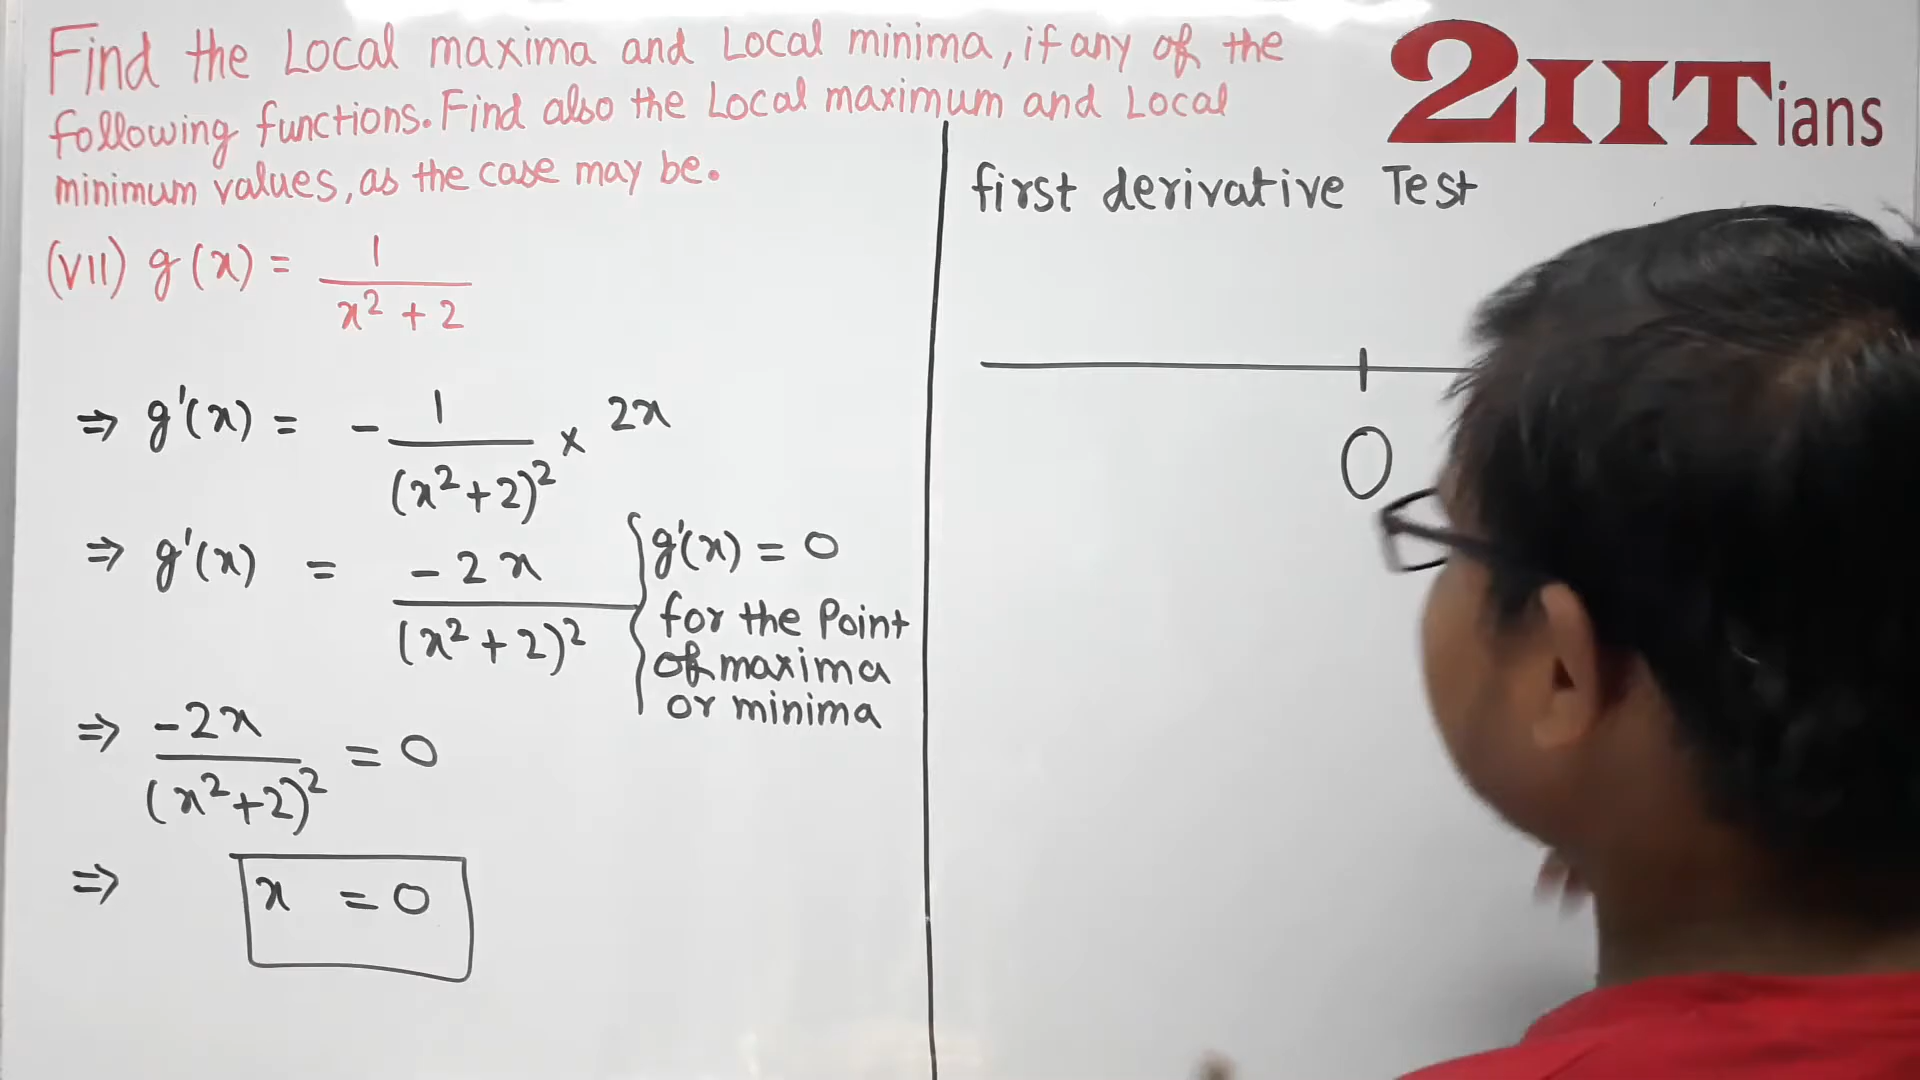 Find the Local maxima and Local minima, if any of the
following functions. Find also the Local maximum and Local
minimum values, as the case may be.
(VII) g(x) = 1 / (x² + 2)
⇒ g'(x) = - 1 / (x²+2)² × 2x
⇒ g'(x) = -2x / (x²+2)²
g'(x) = 0
for the Point
of maxima
or minima
⇒ -2x / (x²+2)² = 0
⇒ x = 0
2IITians
first derivative Test
0